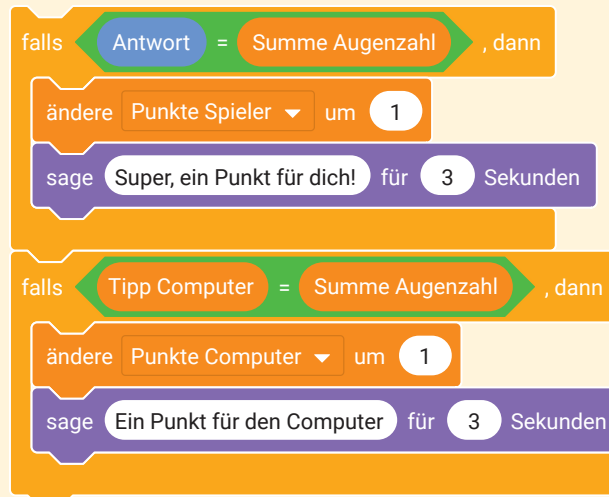 falls Antwort = Summe Augenzahl , dann
ändere Punkte Spieler um 1
sage Super, ein Punkt für dich! für 3 Sekunden
falls Tipp Computer = Summe Augenzahl , dann
ändere Punkte Computer um 1
sage Ein Punkt für den Computer für 3 Sekunden